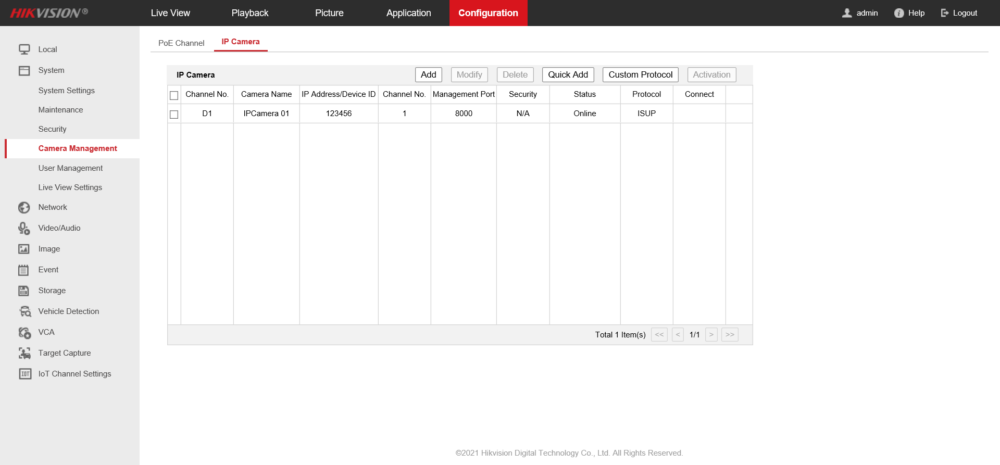 HIKVISION® Live View Playback Picture Application Configuration admin Help Logout
Local
System
System Settings
Maintenance
Security
Camera Management
User Management
Live View Settings
Network
Video/Audio
Image
Event
Storage
Vehicle Detection
VCA
Target Capture
IOT IoT Channel Settings
PoE Channel IP Camera
IP Camera Add Modify Delete Quick Add Custom Protocol Activation
Channel No. Camera Name IP Address/Device ID Channel No. Management Port Security Status Protocol Connect
D1 IPCamera 01 123456 1 8000 N/A Online ISUP
Total 1 Item(s) << < 1/1 > >>
©2021 Hikvision Digital Technology Co., Ltd. All Rights Reserved.